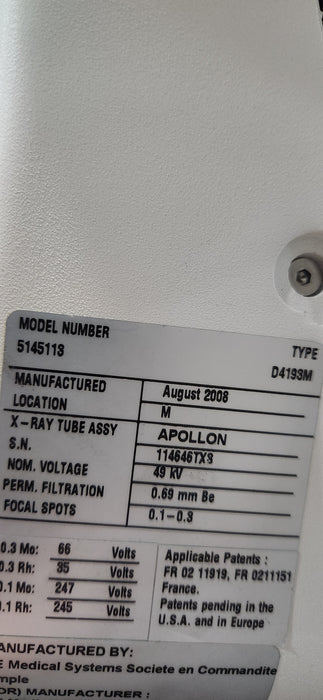 MODEL NUMBER
5145113
TYPE
D4193M
MANUFACTURED August 2008
LOCATION M
X-RAY TUBE ASSY APOLLON
S.N. 114646TX3
NOM. VOLTAGE 49 kV
PERM. FILTRATION 0.69 mm Be
FOCAL SPOTS 0.1-0.3
0.3 Mo: 66 Volts
0.3 Rh: 35 Volts
0.1 Mo: 247 Volts
.1 Rh: 245 Volts
Applicable Patents :
FR 02 11919, FR 0211151
France.
Patents pending in the
U.S.A. and in Europe
ANUFACTURED BY:
E Medical Systems Societe en Commandite
mple
OR) MANUFACTURER :